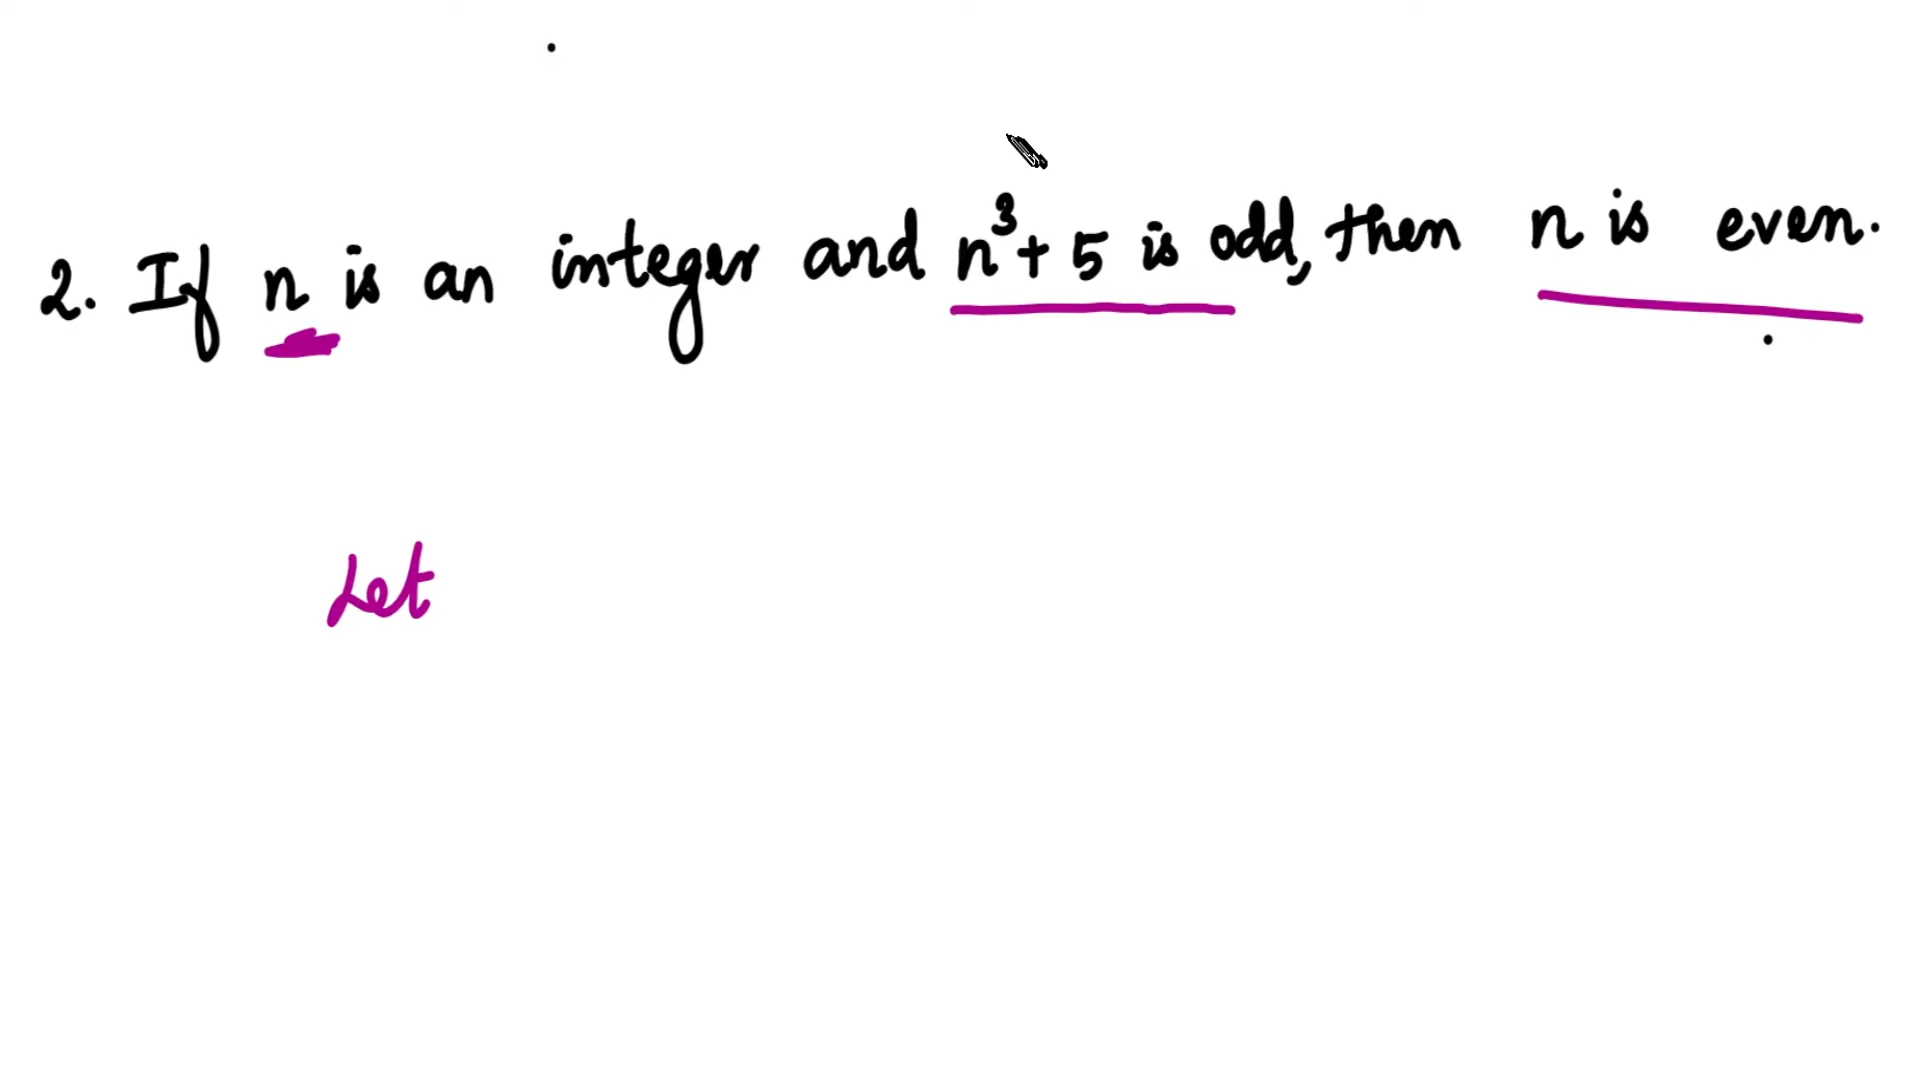 2. If n is an integer and n³ + 5 is odd, then n is even.
Let